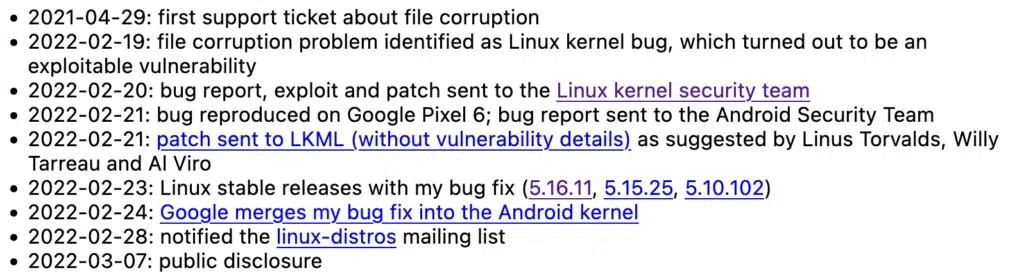 • 2021-04-29: first support ticket about file corruption
• 2022-02-19: file corruption problem identified as Linux kernel bug, which turned out to be an
exploitable vulnerability
• 2022-02-20: bug report, exploit and patch sent to the Linux kernel security team
• 2022-02-21: bug reproduced on Google Pixel 6; bug report sent to the Android Security Team
• 2022-02-21: patch sent to LKML (without vulnerability details) as suggested by Linus Torvalds, Willy
Tarreau and Al Viro
• 2022-02-23: Linux stable releases with my bug fix (5.16.11, 5.15.25, 5.10.102)
• 2022-02-24: Google merges my bug fix into the Android kernel
• 2022-02-28: notified the linux-distros mailing list
• 2022-03-07: public disclosure